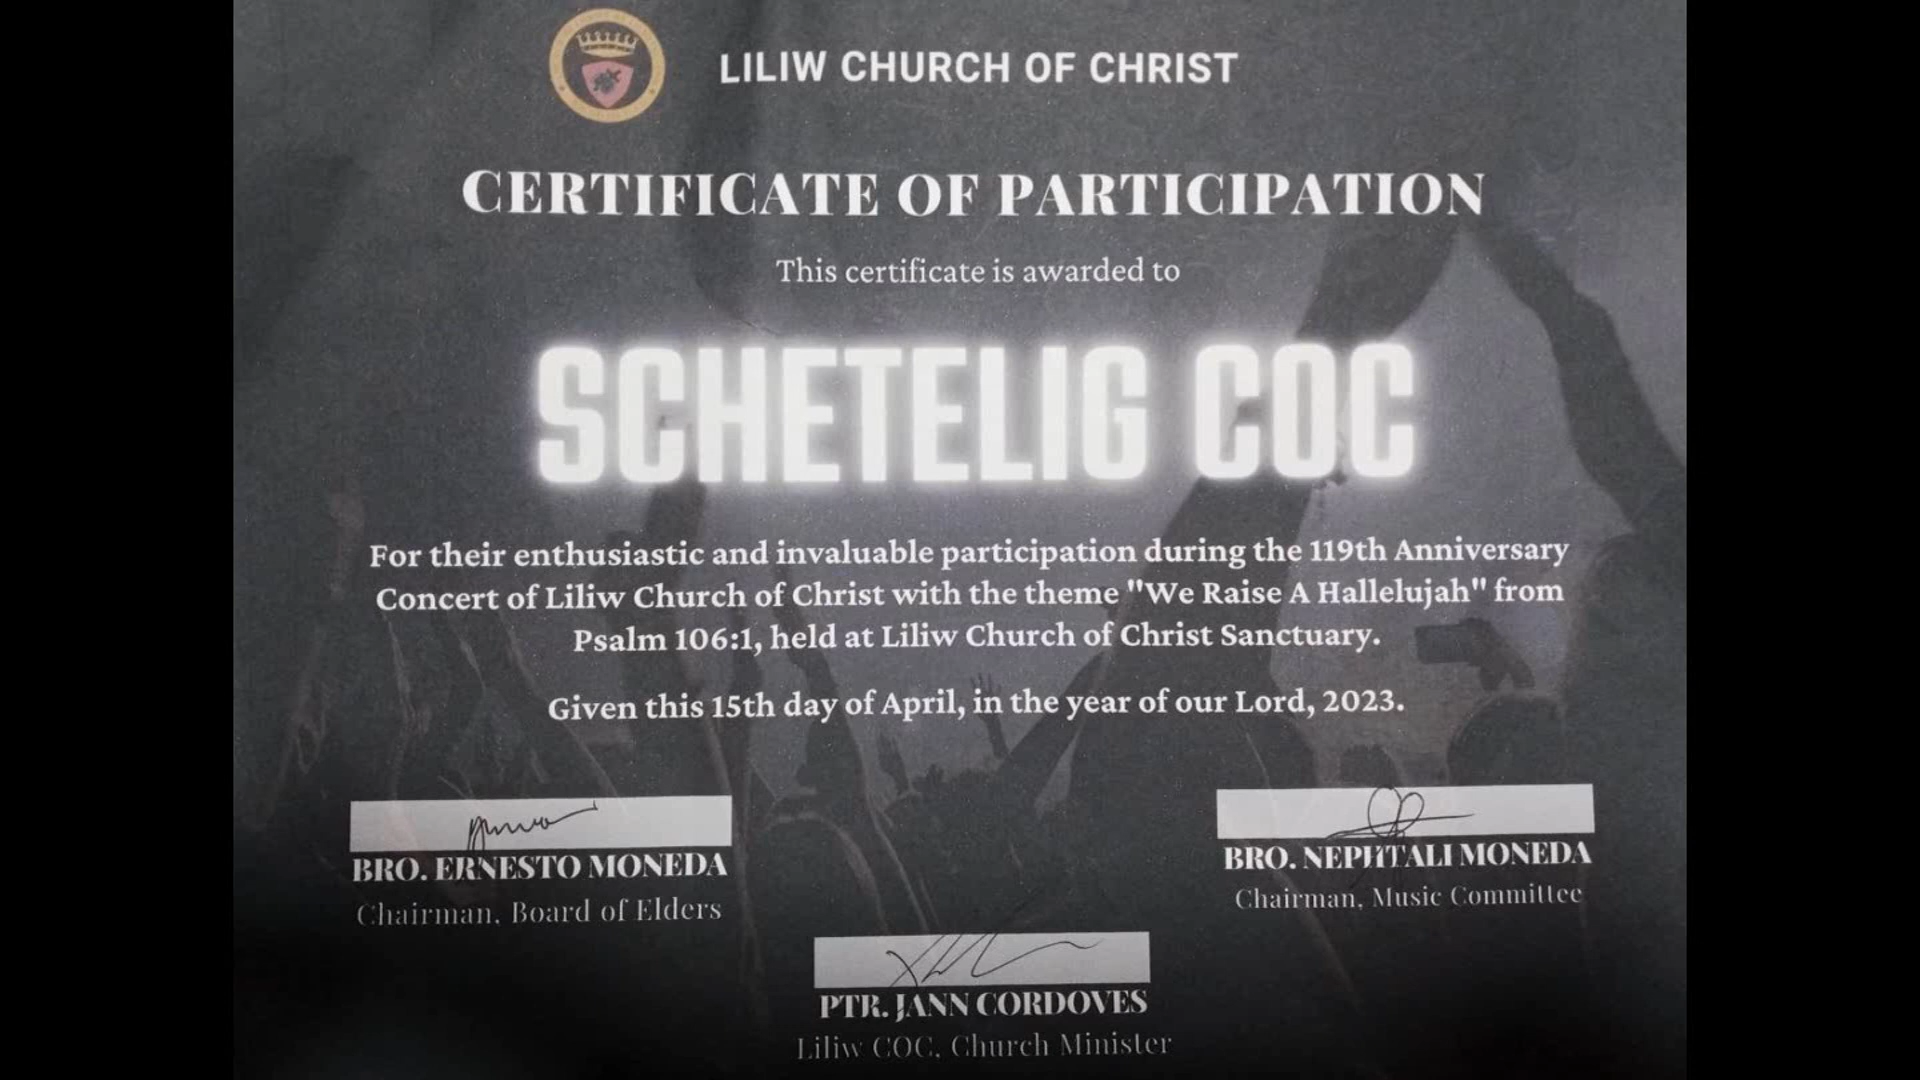 LILIW CHURCH OF CHRIST
CERTIFICATE OF PARTICIPATION
This certificate is awarded to
SCHETELIG COC
For their enthusiastic and invaluable participation during the 119th Anniversary
Concert of Liliw Church of Christ with the theme "We Raise A Hallelujah" from
Psalm 106:1, held at Liliw Church of Christ Sanctuary.
Given this 15th day of April, in the year of our Lord, 2023.
BRO. ERNESTO MONEDA
Chairman, Board of Elders
BRO. NEPHTALI MONEDA
Chairman, Music Committee
PTR. JANN CORDOVES
Liliw COC, Church Minister